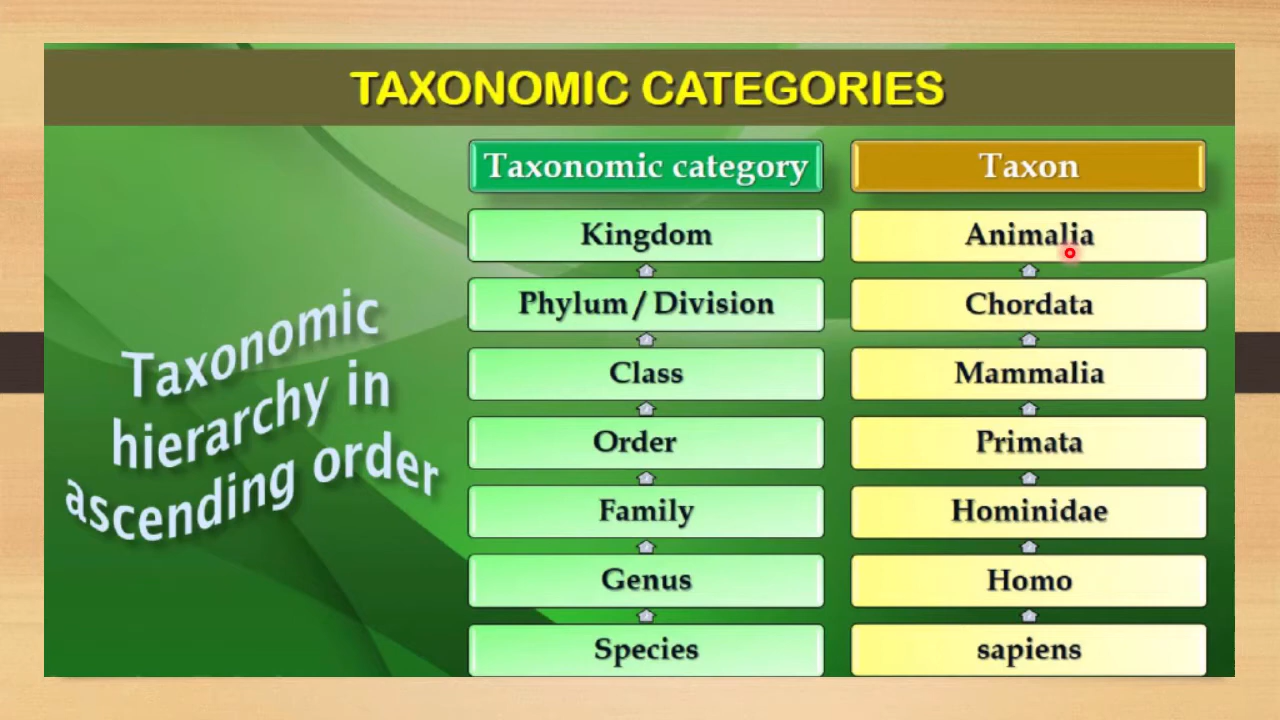 TAXONOMIC CATEGORIES
Taxonomic category
Taxon
Kingdom
Animalia
Phylum / Division
Chordata
Class
Mammalia
Order
Primata
Family
Hominidae
Genus
Homo
Species
sapiens
Taxonomic
hierarchy in
ascending order